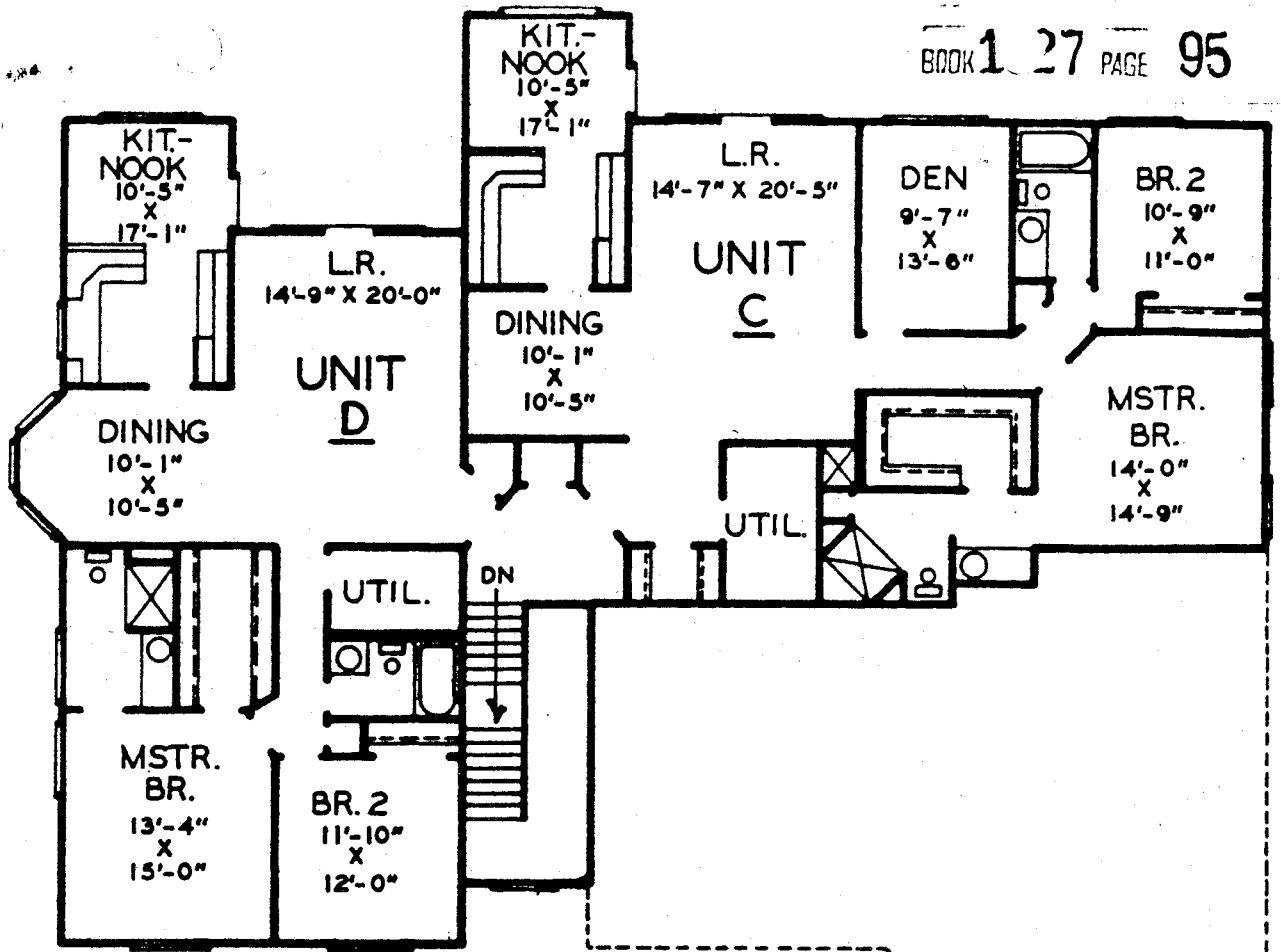 BOOK 1 27 PAGE 95
KIT.-
NOOK
10'-5"
X
17'-1"
KIT.-
NOOK
10'-5"
X
17'-1"
L.R.
14'-9" X 20'-0"
UNIT
D
DINING
10'-1"
X
10'-5"
L.R.
14'-7" X 20'-5"
UNIT
C
DINING
10'-1"
X
10'-5"
DEN
9'-7"
X
13'-6"
BR. 2
10'-9"
X
11'-0"
MSTR.
BR.
14'-0"
X
14'-9"
UTIL.
UTIL.
DN
MSTR.
BR.
13'-4"
X
15'-0"
BR. 2
11'-10"
X
12'-0"